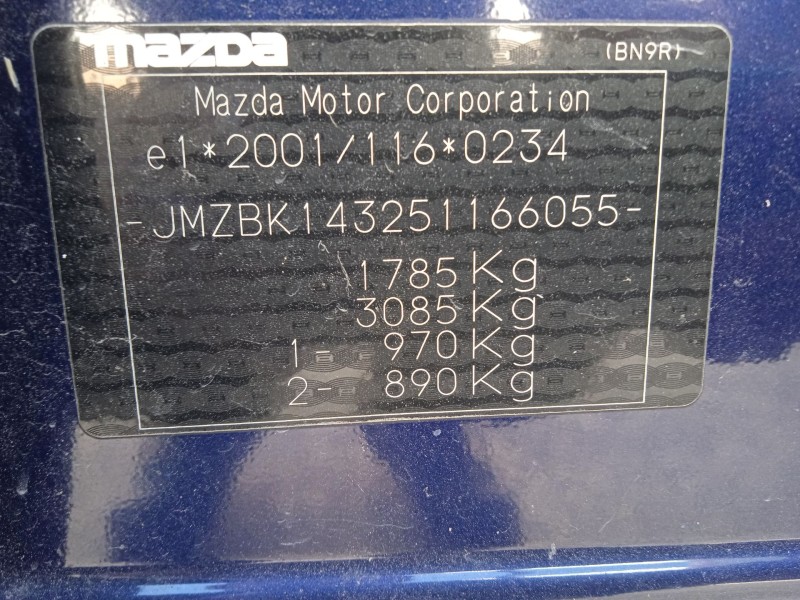 mazda (BN9R)
Mazda Motor Corporation
e1*2001/116*0234
-JMZBK143251166055-
1785Kg
3085Kg
1- 970Kg
2- 890Kg